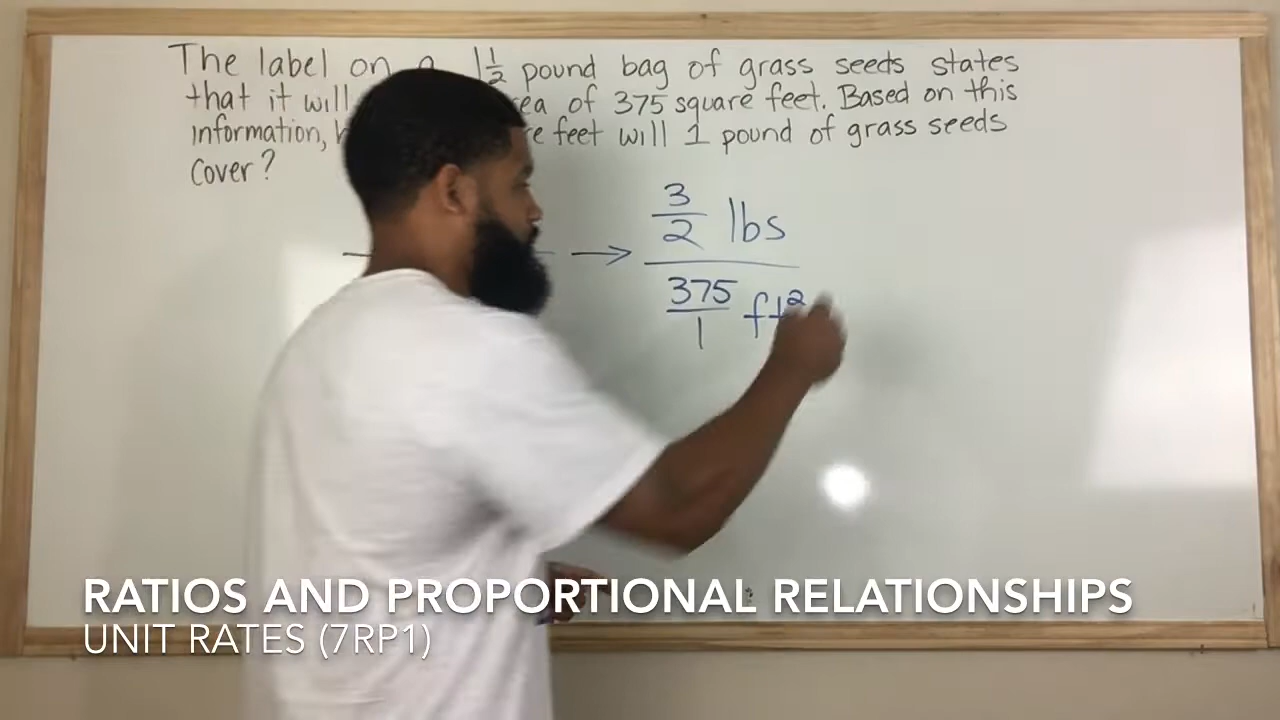 The label on a 1 1/2 pound bag of grass seeds states
that it will of 375 square feet. Based on this
information, feet will 1 pound of grass seeds
cover?
3/2 lbs
→
375/1 ft²
RATIOS AND PROPORTIONAL RELATIONSHIPS
UNIT RATES (7RP1)